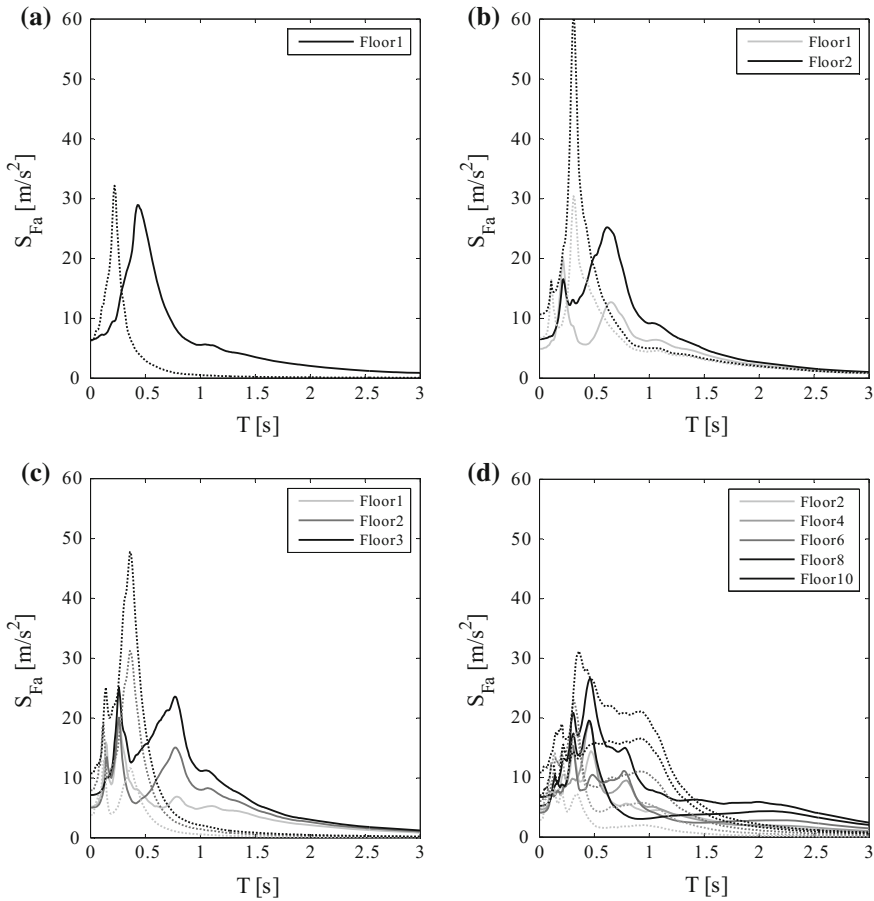 (a)
60
50
40
30
20
10
0
S_Fa [m/s²]
Floor1
0 0.5 1 1.5 2 2.5 3
T [s]
(b)
60
50
40
30
20
10
0
S_Fa [m/s²]
Floor1
Floor2
0 0.5 1 1.5 2 2.5 3
T [s]
(c)
60
50
40
30
20
10
0
S_Fa [m/s²]
Floor1
Floor2
Floor3
0 0.5 1 1.5 2 2.5 3
T [s]
(d)
60
50
40
30
20
10
0
S_Fa [m/s²]
Floor2
Floor4
Floor6
Floor8
Floor10
0 0.5 1 1.5 2 2.5 3
T [s]